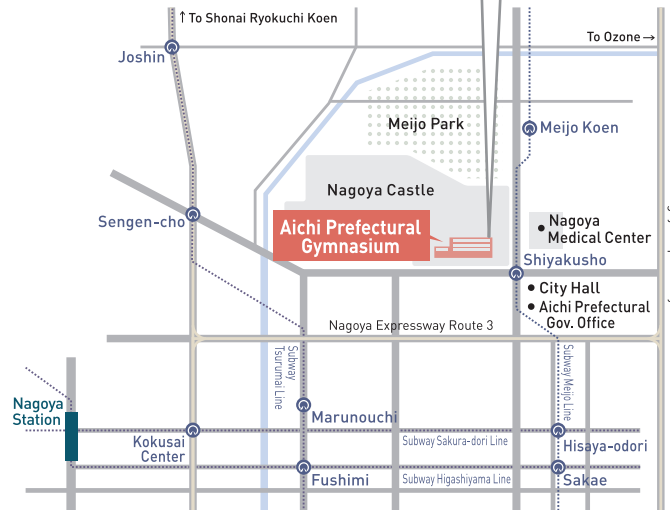 ↑ To Shonai Ryokuchi Koen
To Ozone →
Joshin
Meijo Park
Meijo Koen
Nagoya Castle
Sengen-cho
Aichi Prefectural
Gymnasium
Nagoya
Medical Center
Shiyakusho
City Hall
Aichi Prefectural
Gov. Office
Nagoya Expressway Route 3
Subway
Tsurumai Line
Subway Meijo Line
Nagoya
Station
Marunouchi
Kokusai
Center
Subway Sakura-dori Line
Hisaya-odori
Fushimi
Subway Higashiyama Line
Sakae